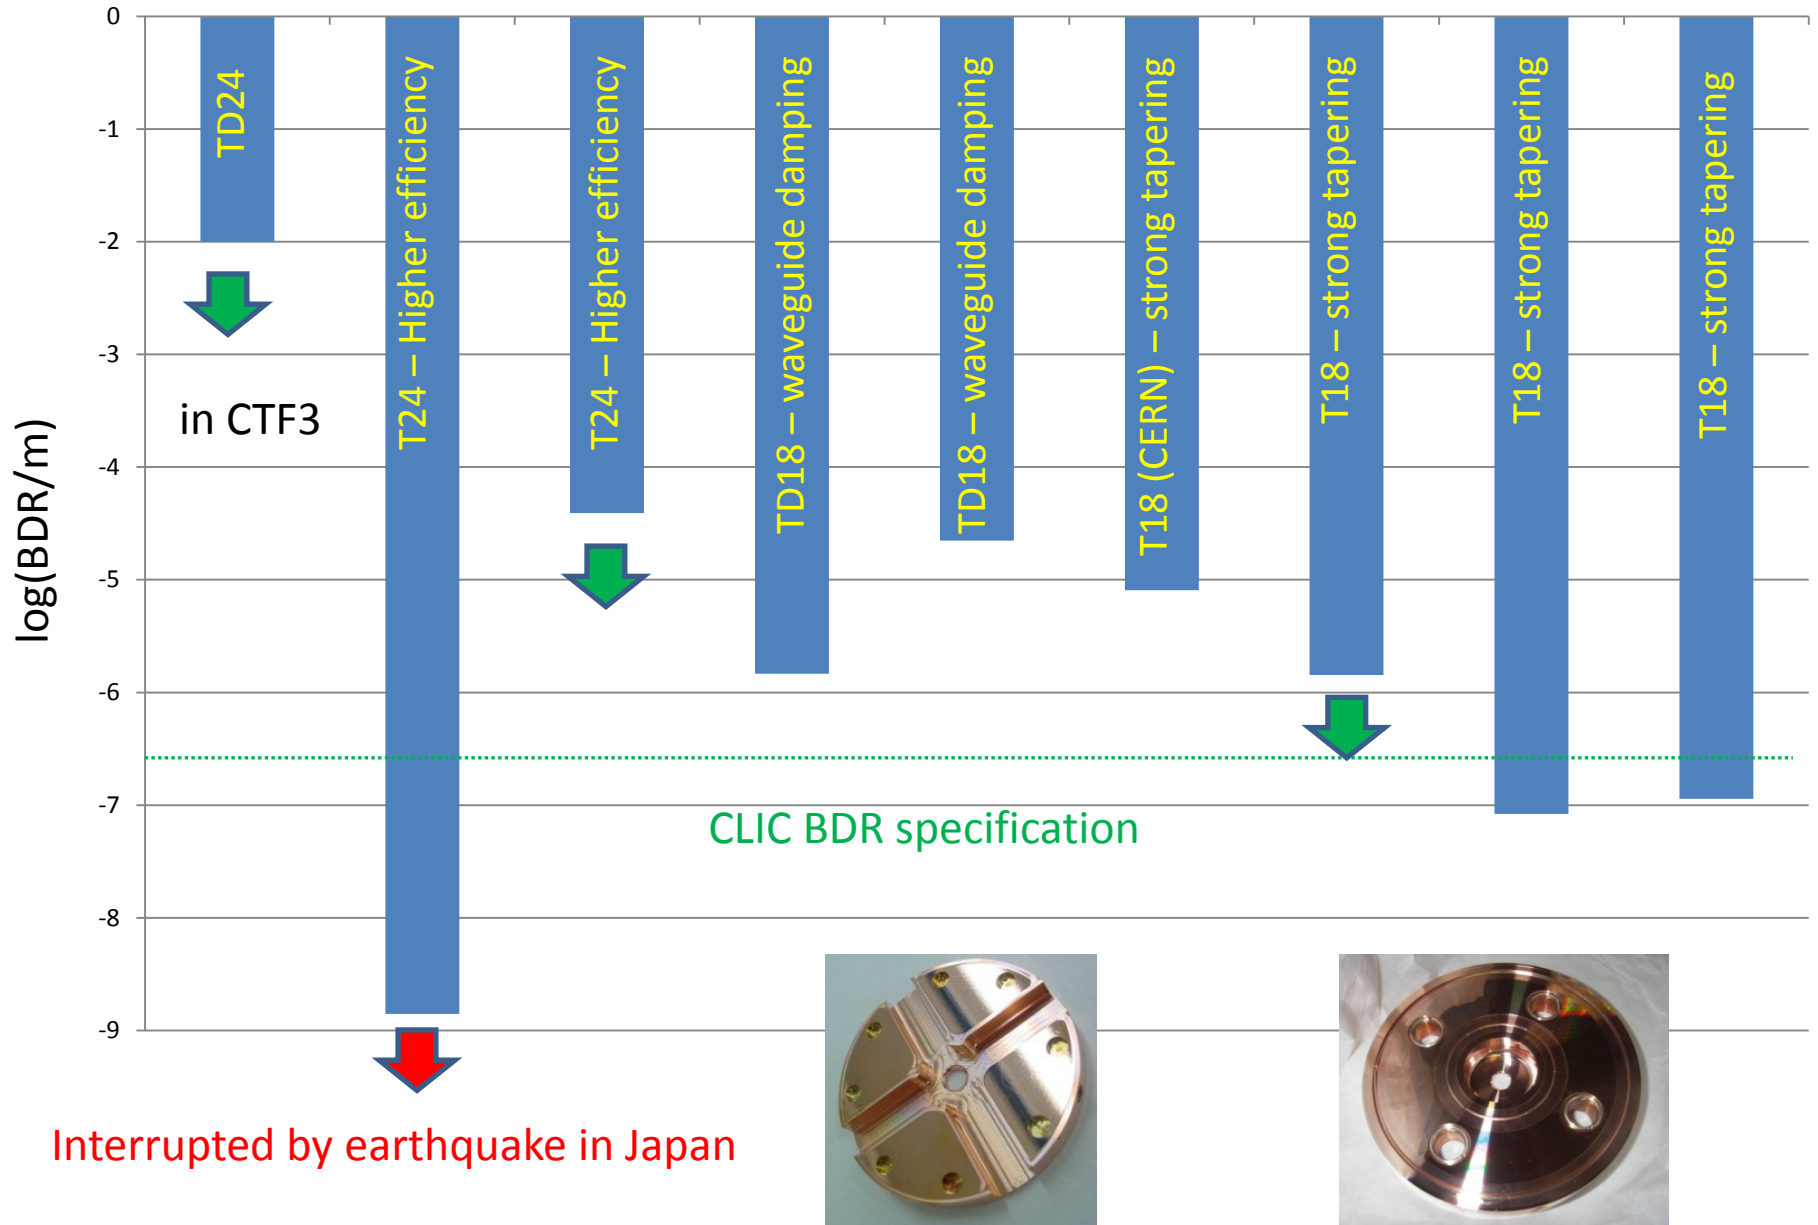 0
-1
-2
-3
-4
-5
-6
-7
-8
-9
log(BDR/m)
TD24
T24 – Higher efficiency
T24 – Higher efficiency
TD18 – waveguide damping
TD18 – waveguide damping
T18 (CERN) – strong tapering
T18 – strong tapering
T18 – strong tapering
T18 – strong tapering
in CTF3
CLIC BDR specification
Interrupted by earthquake in Japan